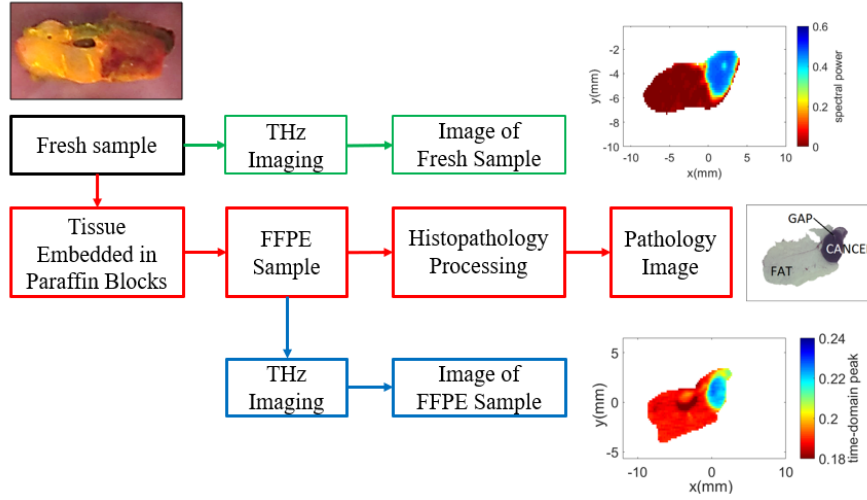 Fresh sample
THz
Imaging
Image of
Fresh Sample
0.6
0.4
0.2
0
spectral power
-2
-4
-6
-8
-10
y(mm)
-10
-5
0
5
10
x(mm)
Tissue
Embedded in
Paraffin Blocks
FFPE
Sample
Histopathology
Processing
Pathology
Image
GAP
CANCER
FAT
THz
Imaging
Image of
FFPE Sample
0.24
0.22
0.2
0.18
time-domain peak
5
0
-5
y(mm)
-10
-5
0
5
10
x(mm)